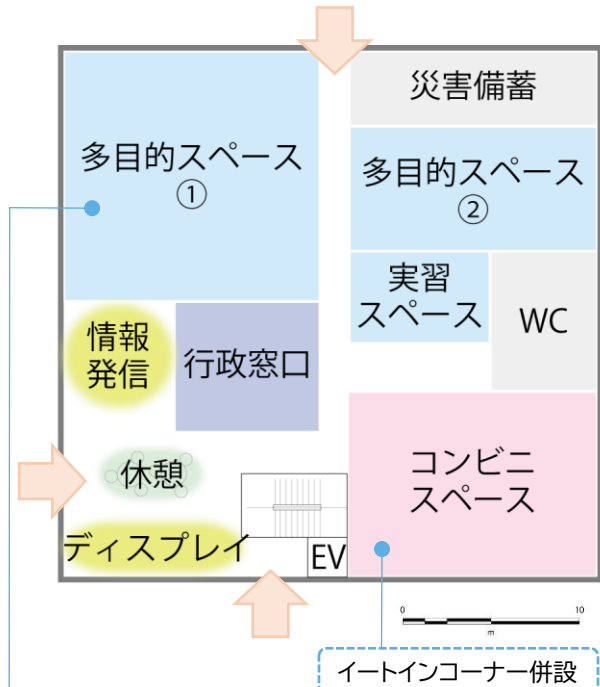 災害備蓄
多目的スペース
①
多目的スペース
②
実習
スペース
WC
情報
発信
行政窓口
コンビニ
スペース
休憩
ディスプレイ
EV
0
10
m
イートインコーナー併設